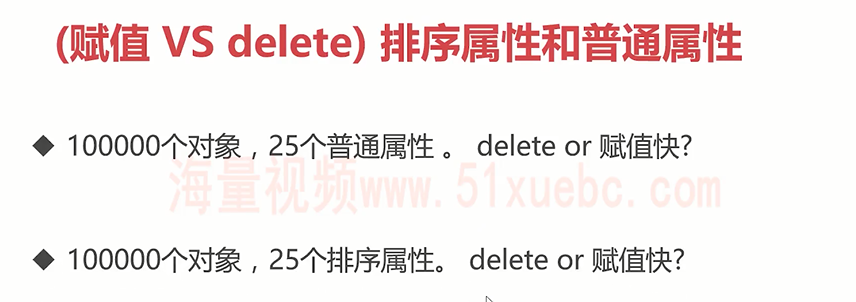 (赋值 VS delete) 排序属性和普通属性
◆ 100000个对象，25个普通属性 。 delete or 赋值快?
海量视频www.51xuebc.com
◆ 100000个对象，25个排序属性。 delete or 赋值快?